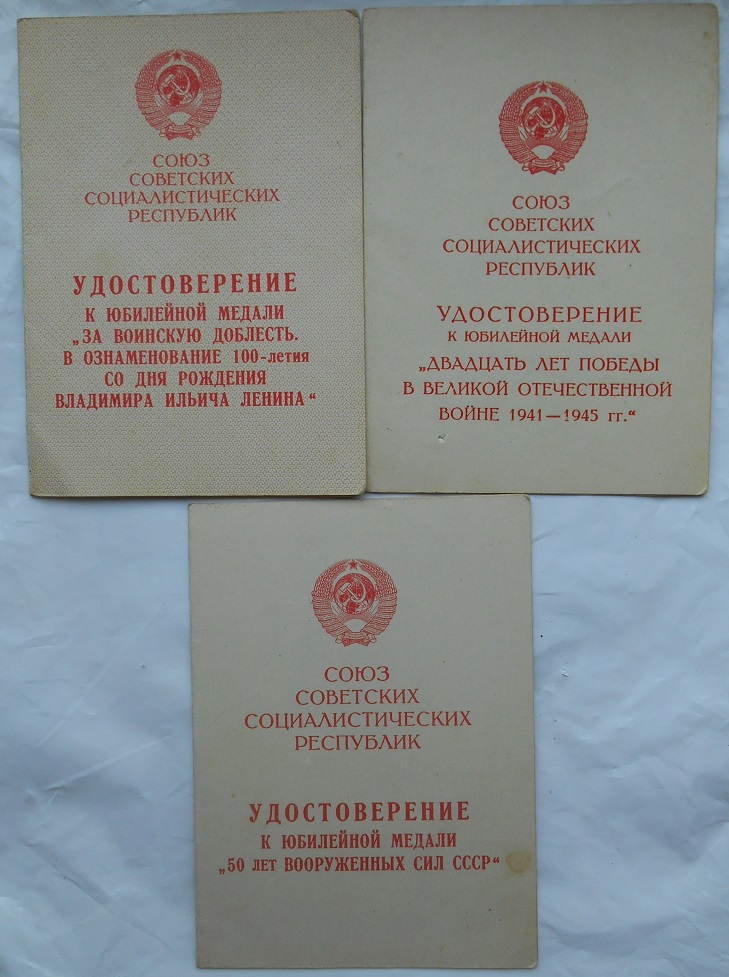 СОЮЗ
СОВЕТСКИХ
СОЦИАЛИСТИЧЕСКИХ
РЕСПУБЛИК
УДОСТОВЕРЕНИЕ
К ЮБИЛЕЙНОЙ МЕДАЛИ
„ЗА ВОИНСКУЮ ДОБЛЕСТЬ.
В ОЗНАМЕНОВАНИЕ 100-летия
СО ДНЯ РОЖДЕНИЯ
ВЛАДИМИРА ИЛЬИЧА ЛЕНИНА“
СОЮЗ
СОВЕТСКИХ
СОЦИАЛИСТИЧЕСКИХ
РЕСПУБЛИК
УДОСТОВЕРЕНИЕ
К ЮБИЛЕЙНОЙ МЕДАЛИ
„ДВАДЦАТЬ ЛЕТ ПОБЕДЫ
В ВЕЛИКОЙ ОТЕЧЕСТВЕННОЙ
ВОЙНЕ 1941—1945 гг.“
СОЮЗ
СОВЕТСКИХ
СОЦИАЛИСТИЧЕСКИХ
РЕСПУБЛИК
УДОСТОВЕРЕНИЕ
К ЮБИЛЕЙНОЙ МЕДАЛИ
„50 ЛЕТ ВООРУЖЕННЫХ СИЛ СССР“